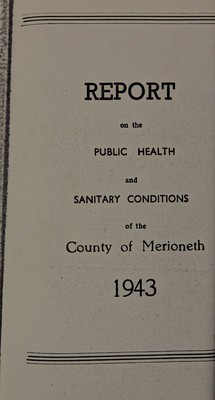 REPORT
on the
PUBLIC HEALTH
and
SANITARY CONDITIONS
of the
County of Merioneth
1943